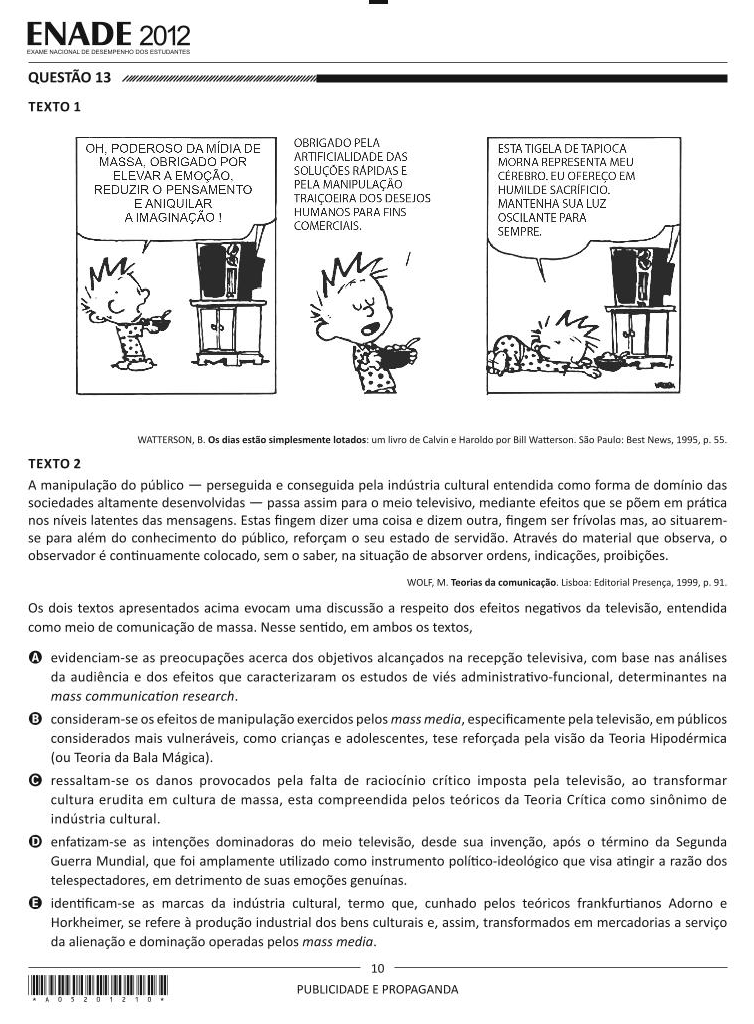 ENADE 2012
EXAME NACIONAL DE DESEMPENHO DOS ESTUDANTES
QUESTÃO 13
TEXTO 1
OH, PODEROSO DA MÍDIA DE
MASSA, OBRIGADO POR
ELEVAR A EMOÇÃO,
REDUZIR O PENSAMENTO
E ANIQUILAR
A IMAGINAÇÃO !
OBRIGADO PELA
ARTIFICIALIDADE DAS
SOLUÇÕES RÁPIDAS E
PELA MANIPULAÇÃO
TRAIÇOEIRA DOS DESEJOS
HUMANOS PARA FINS
COMERCIAIS.
ESTA TIGELA DE TAPIOCA
MORNA REPRESENTA MEU
CÉREBRO. EU OFEREÇO EM
HUMILDE SACRIFÍCIO.
MANTENHA SUA LUZ
OSCILANTE PARA
SEMPRE.
WATTERSON, B. Os dias estão simplesmente lotados: um livro de Calvin e Haroldo por Bill Watterson. São Paulo: Best News, 1995, p. 55.
TEXTO 2
A manipulação do público — perseguida e conseguida pela indústria cultural entendida como forma de domínio das
sociedades altamente desenvolvidas — passa assim para o meio televisivo, mediante efeitos que se põem em prática
nos níveis latentes das mensagens. Estas fingem dizer uma coisa e dizem outra, fingem ser frívolas mas, ao situarem-
se para além do conhecimento do público, reforçam o seu estado de servidão. Através do material que observa, o
observador é continuamente colocado, sem o saber, na situação de absorver ordens, indicações, proibições.
WOLF, M. Teorias da comunicação. Lisboa: Editorial Presença, 1999, p. 91.
Os dois textos apresentados acima evocam uma discussão a respeito dos efeitos negativos da televisão, entendida
como meio de comunicação de massa. Nesse sentido, em ambos os textos,
A evidenciam-se as preocupações acerca dos objetivos alcançados na recepção televisiva, com base nas análises
da audiência e dos efeitos que caracterizaram os estudos de viés administrativo-funcional, determinantes na
mass communication research.
B consideram-se os efeitos de manipulação exercidos pelos mass media, especificamente pela televisão, em públicos
considerados mais vulneráveis, como crianças e adolescentes, tese reforçada pela visão da Teoria Hipodérmica
(ou Teoria da Bala Mágica).
C ressaltam-se os danos provocados pela falta de raciocínio crítico imposta pela televisão, ao transformar
cultura erudita em cultura de massa, esta compreendida pelos teóricos da Teoria Crítica como sinônimo de
indústria cultural.
D enfatizam-se as intenções dominadoras do meio televisão, desde sua invenção, após o término da Segunda
Guerra Mundial, que foi amplamente utilizado como instrumento político-ideológico que visa atingir a razão dos
telespectadores, em detrimento de suas emoções genuínas.
E identificam-se as marcas da indústria cultural, termo que, cunhado pelos teóricos frankfurtianos Adorno e
Horkheimer, se refere à produção industrial dos bens culturais e, assim, transformados em mercadorias a serviço
da alienação e dominação operadas pelos mass media.
10
PUBLICIDADE E PROPAGANDA
*A05201210*